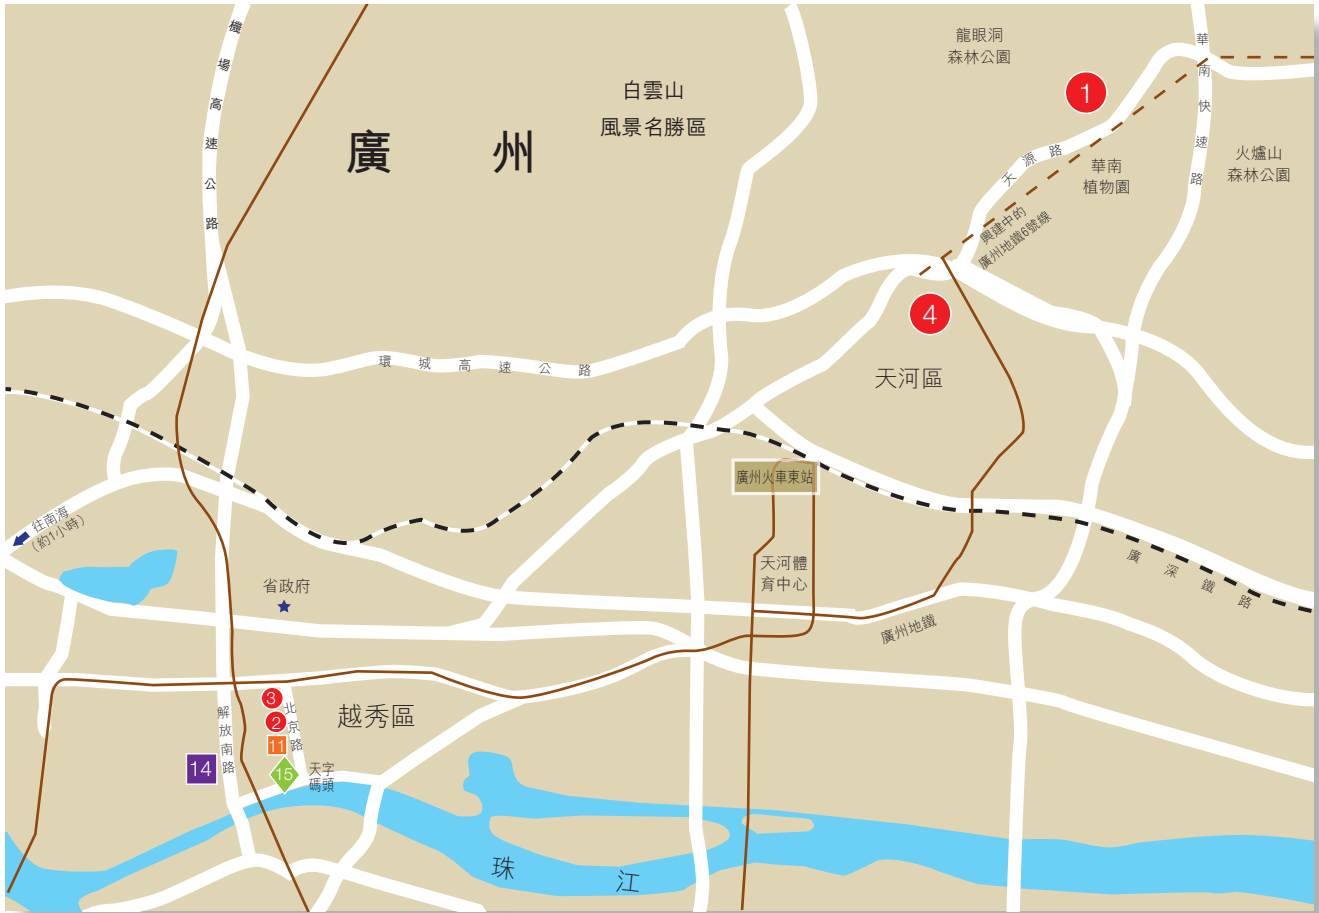 機場高速公路
白雲山
風景名勝區
廣州
龍眼洞
森林公園
1
華南快速路
天源路
華南
植物園
火爐山
森林公園
興建中的
廣州地鐵6號線
4
環城高速公路
天河區
廣州火車東站
往南海
（約1小時）
省政府
天河體
育中心
廣深鐵路
廣州地鐵
3
2
11
北京路
解放南路
越秀區
14
15
天字
碼頭
珠江